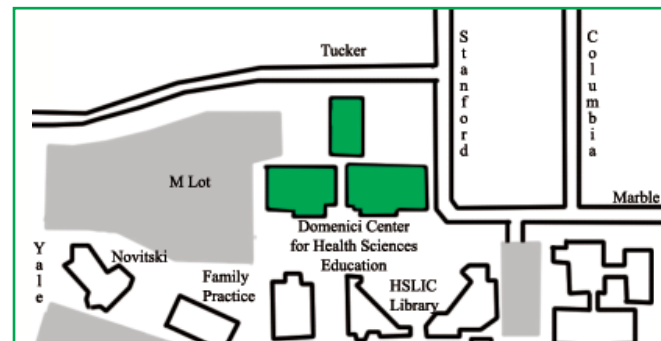 Tucker
Stanford
Columbia
M Lot
Marble
Domenici Center
for Health Sciences
Education
Yale
Novitski
Family
Practice
HSLIC
Library